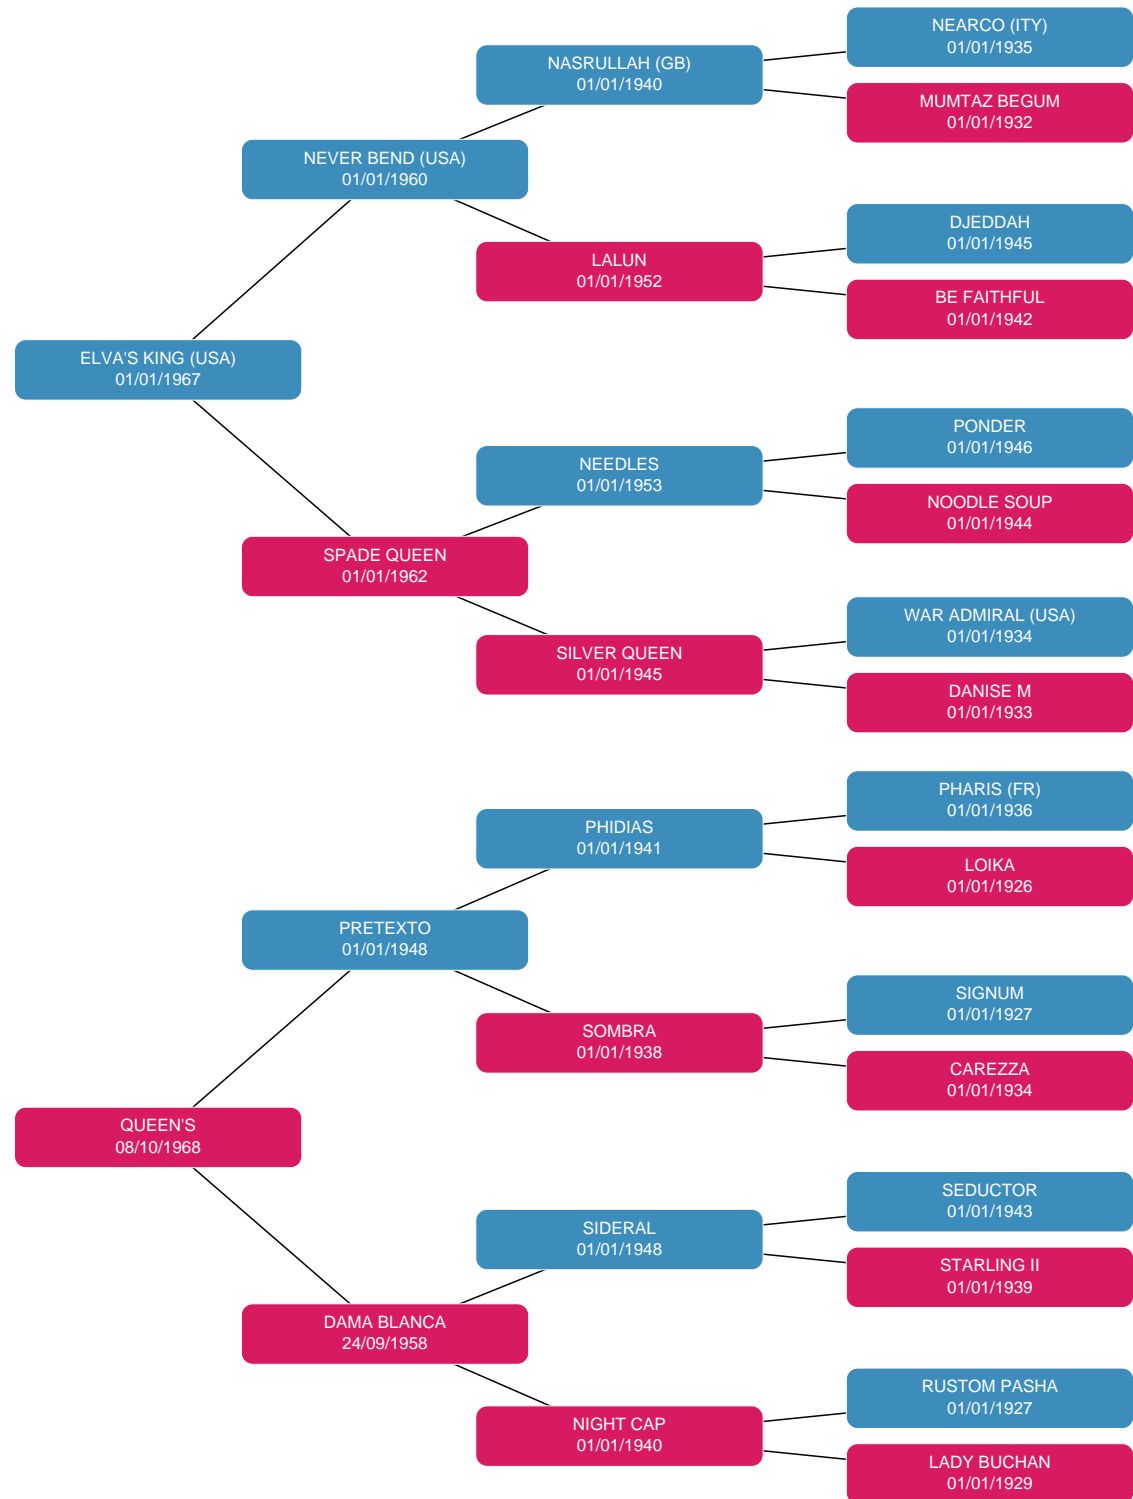 NEARCO (ITY)
01/01/1935
NASRULLAH (GB)
01/01/1940
MUMTAZ BEGUM
01/01/1932
NEVER BEND (USA)
01/01/1960
DJEDDAH
01/01/1945
LALUN
01/01/1952
BE FAITHFUL
01/01/1942
ELVA'S KING (USA)
01/01/1967
PONDER
01/01/1946
NEEDLES
01/01/1953
NOODLE SOUP
01/01/1944
SPADE QUEEN
01/01/1962
WAR ADMIRAL (USA)
01/01/1934
SILVER QUEEN
01/01/1945
DANISE M
01/01/1933
PHARIS (FR)
01/01/1936
PHIDIAS
01/01/1941
LOIKA
01/01/1926
PRETEXTO
01/01/1948
SIGNUM
01/01/1927
SOMBRA
01/01/1938
CAREZZA
01/01/1934
QUEEN'S
08/10/1968
SEDUCTOR
01/01/1943
SIDERAL
01/01/1948
STARLING II
01/01/1939
DAMA BLANCA
24/09/1958
RUSTOM PASHA
01/01/1927
NIGHT CAP
01/01/1940
LADY BUCHAN
01/01/1929